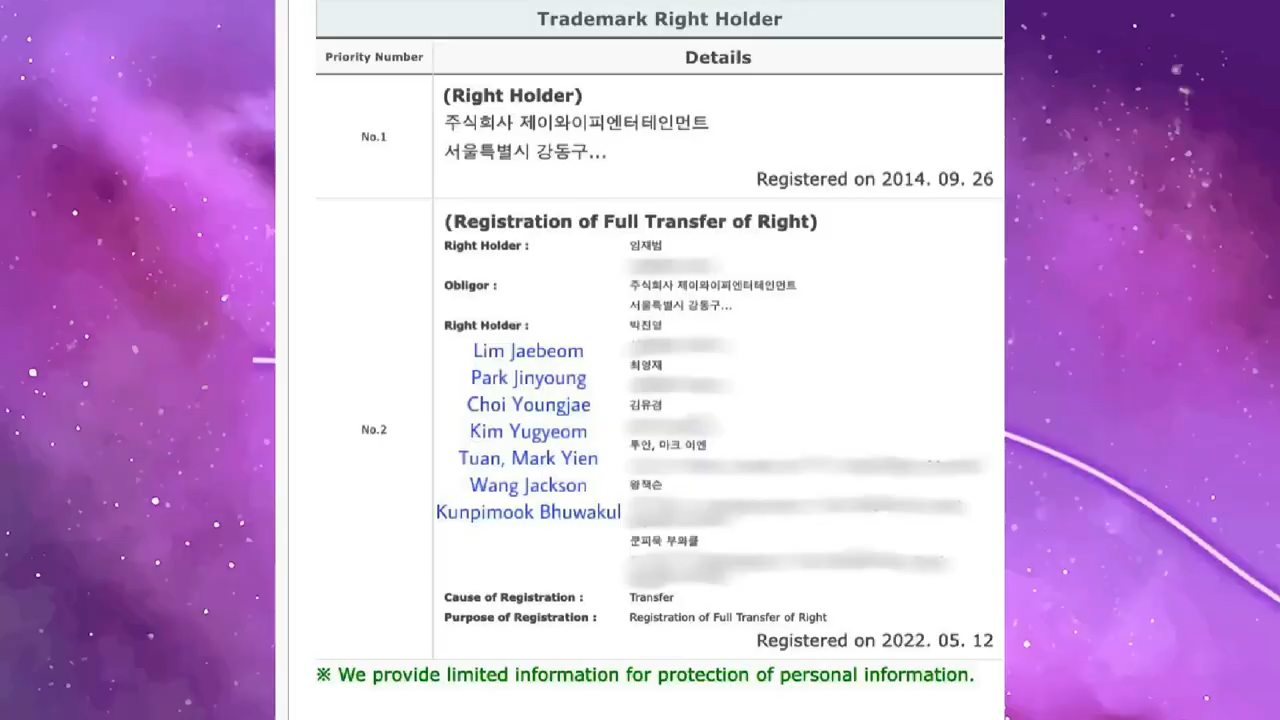 Trademark Right Holder
Priority Number Details
No.1
(Right Holder)
주식회사 제이와이피엔터테인먼트
서울특별시 강동구...
Registered on 2014. 09. 26
No.2
(Registration of Full Transfer of Right)
Right Holder : 임재범
Obligor : 주식회사 제이와이피엔터테인먼트
서울특별시 강동구...
Right Holder : 박진영
Lim Jaebeom
Park Jinyoung
최영재
Choi Youngjae
김유겸
Kim Yugyeom
투안, 마크 이엔
Tuan, Mark Yien
왕잭슨
Wang Jackson
Kunpimook Bhuwakul
쿤피묵 부와쿨
Cause of Registration : Transfer
Purpose of Registration : Registration of Full Transfer of Right
Registered on 2022. 05. 12
※ We provide limited information for protection of personal information.